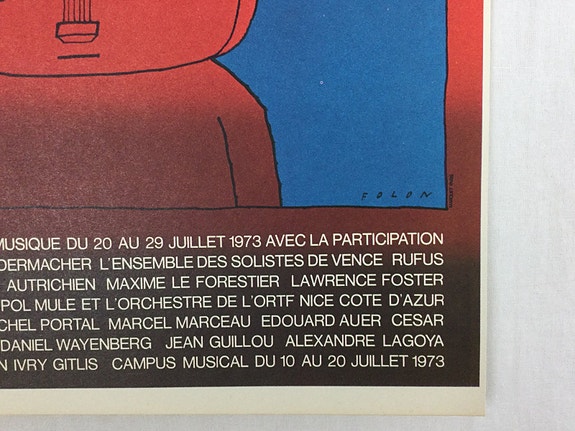 FOLON
MUSIQUE DU 20 AU 29 JUILLET 1973 AVEC LA PARTICIPATION
DERMACHER L'ENSEMBLE DES SOLISTES DE VENCE RUFUS
AUTRICHIEN MAXIME LE FORESTIER LAWRENCE FOSTER
POL MULE ET L'ORCHESTRE DE L'ORTF NICE COTE D'AZUR
CHEL PORTAL MARCEL MARCEAU EDOUARD AUER CESAR
DANIEL WAYENBERG JEAN GUILLOU ALEXANDRE LAGOYA
N IVRY GITLIS CAMPUS MUSICAL DU 10 AU 20 JUILLET 1973